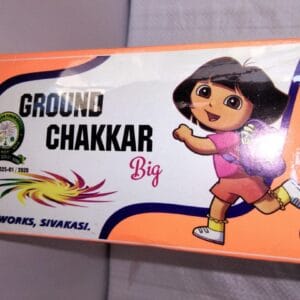 GROUND
CHAKKAR
Big
WORKS, SIVAKASI.